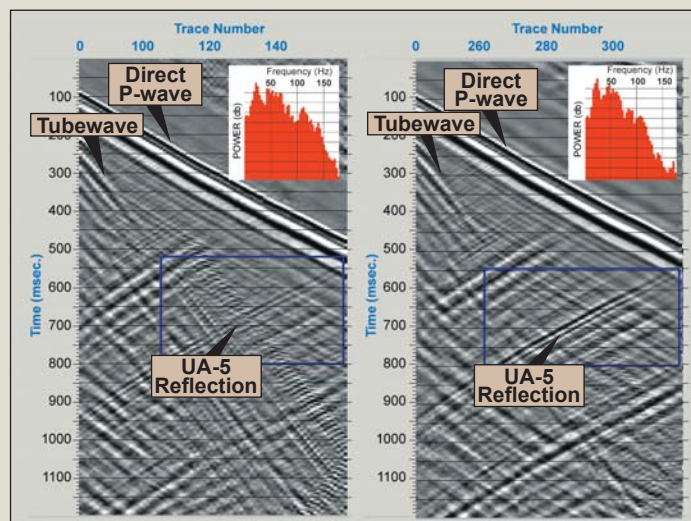 Trace Number
0 100 120 140
Direct
P-wave
Tubewave
Frequency (Hz)
50 100 150
POWER (db)
100
200
300
400
500
600
700
800
900
1000
1100
Time (msec.)
UA-5
Reflection
Trace Number
0 260 280 300
Direct
P-wave
Tubewave
Frequency (Hz)
50 100 150
POWER (db)
100
200
300
400
500
600
700
800
900
1000
1100
Time (msec.)
UA-5
Reflection